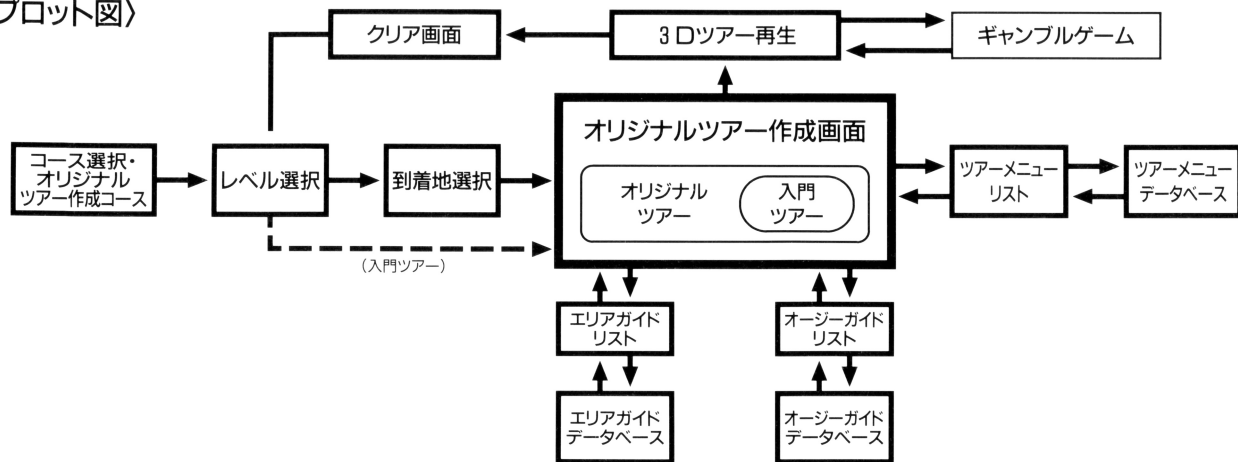 プロット図〉
クリア画面
3Dツアー再生
ギャンブルゲーム
コース選択・
オリジナル
ツアー作成コース
レベル選択
到着地選択
オリジナルツアー作成画面
オリジナル
ツアー
入門
ツアー
ツアーメニュー
リスト
ツアーメニュー
データベース
(入門ツアー)
エリアガイド
リスト
オージーガイド
リスト
エリアガイド
データベース
オージーガイド
データベース